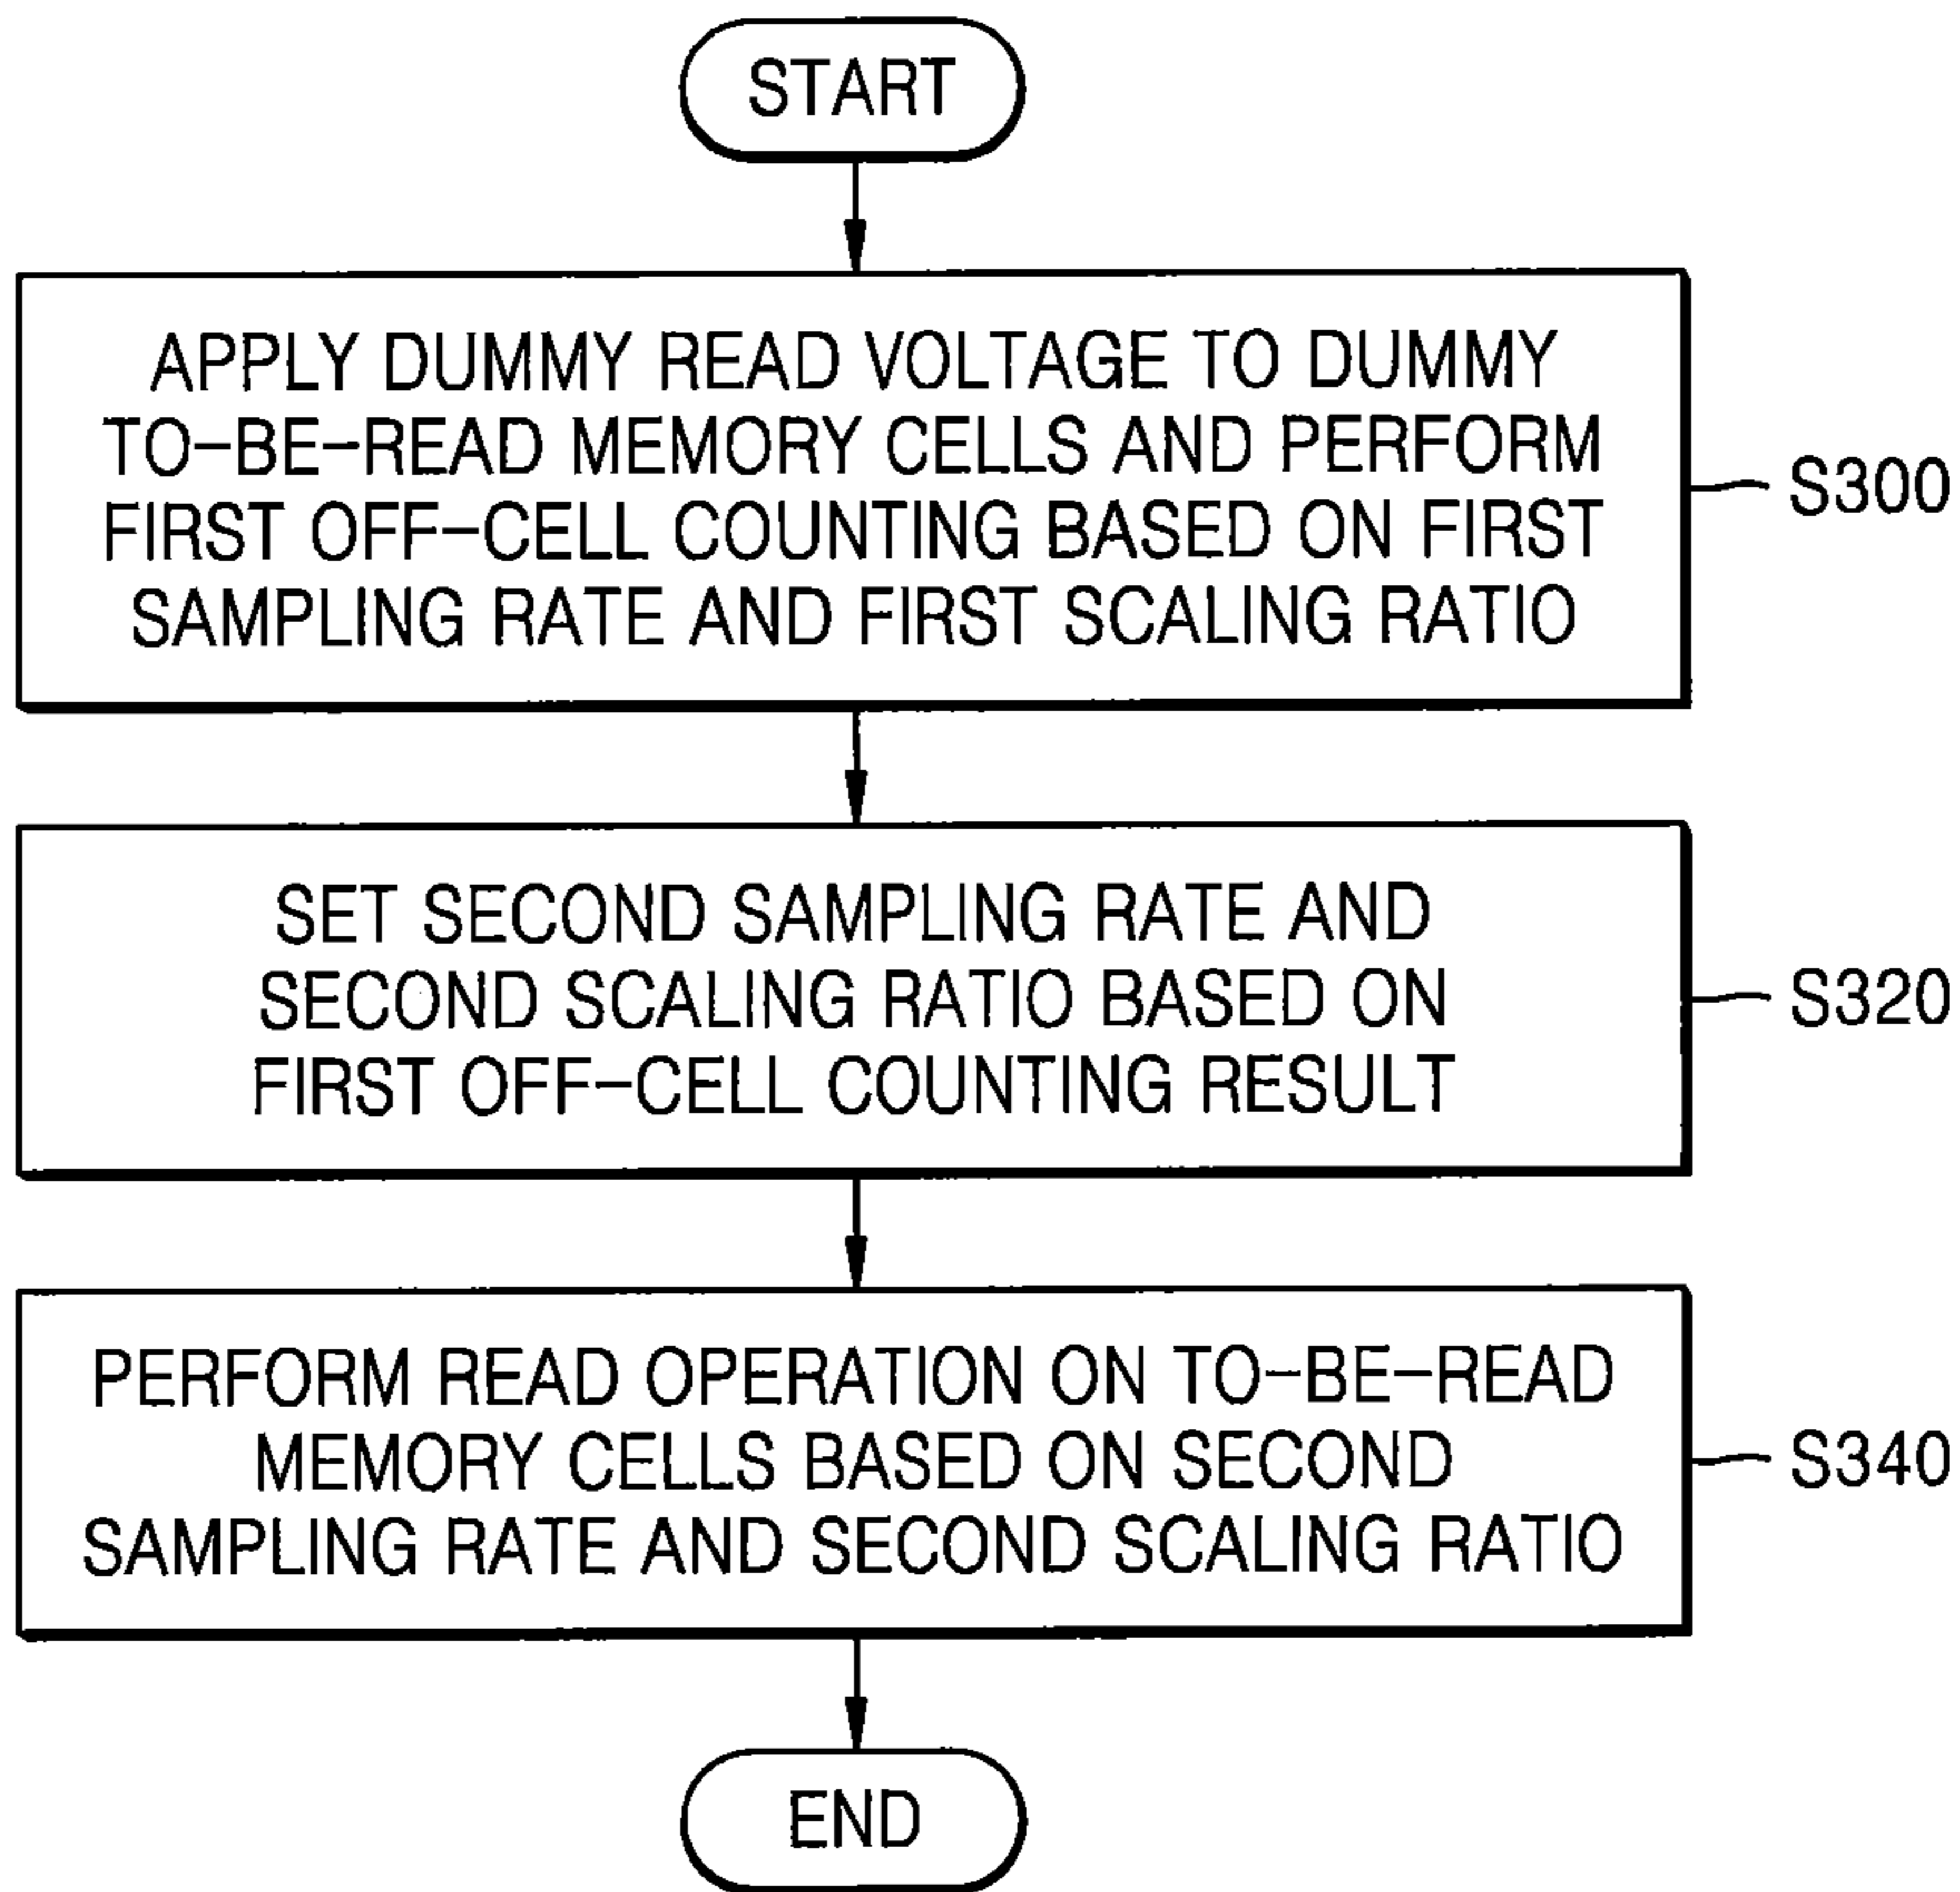 START
APPLY DUMMY READ VOLTAGE TO DUMMY
TO-BE-READ MEMORY CELLS AND PERFORM
FIRST OFF-CELL COUNTING BASED ON FIRST
SAMPLING RATE AND FIRST SCALING RATIO
S300
SET SECOND SAMPLING RATE AND
SECOND SCALING RATIO BASED ON
FIRST OFF-CELL COUNTING RESULT
S320
PERFORM READ OPERATION ON TO-BE-READ
MEMORY CELLS BASED ON SECOND
SAMPLING RATE AND SECOND SCALING RATIO
S340
END